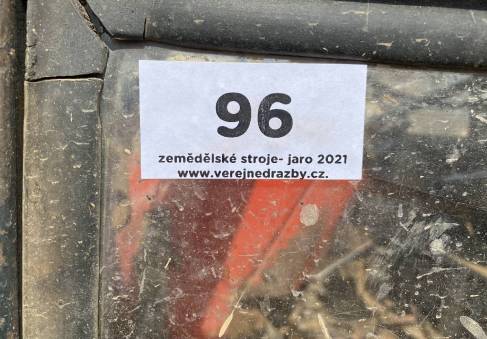 96
zemědělské stroje- jaro 2021
www.verejnedrazby.cz.